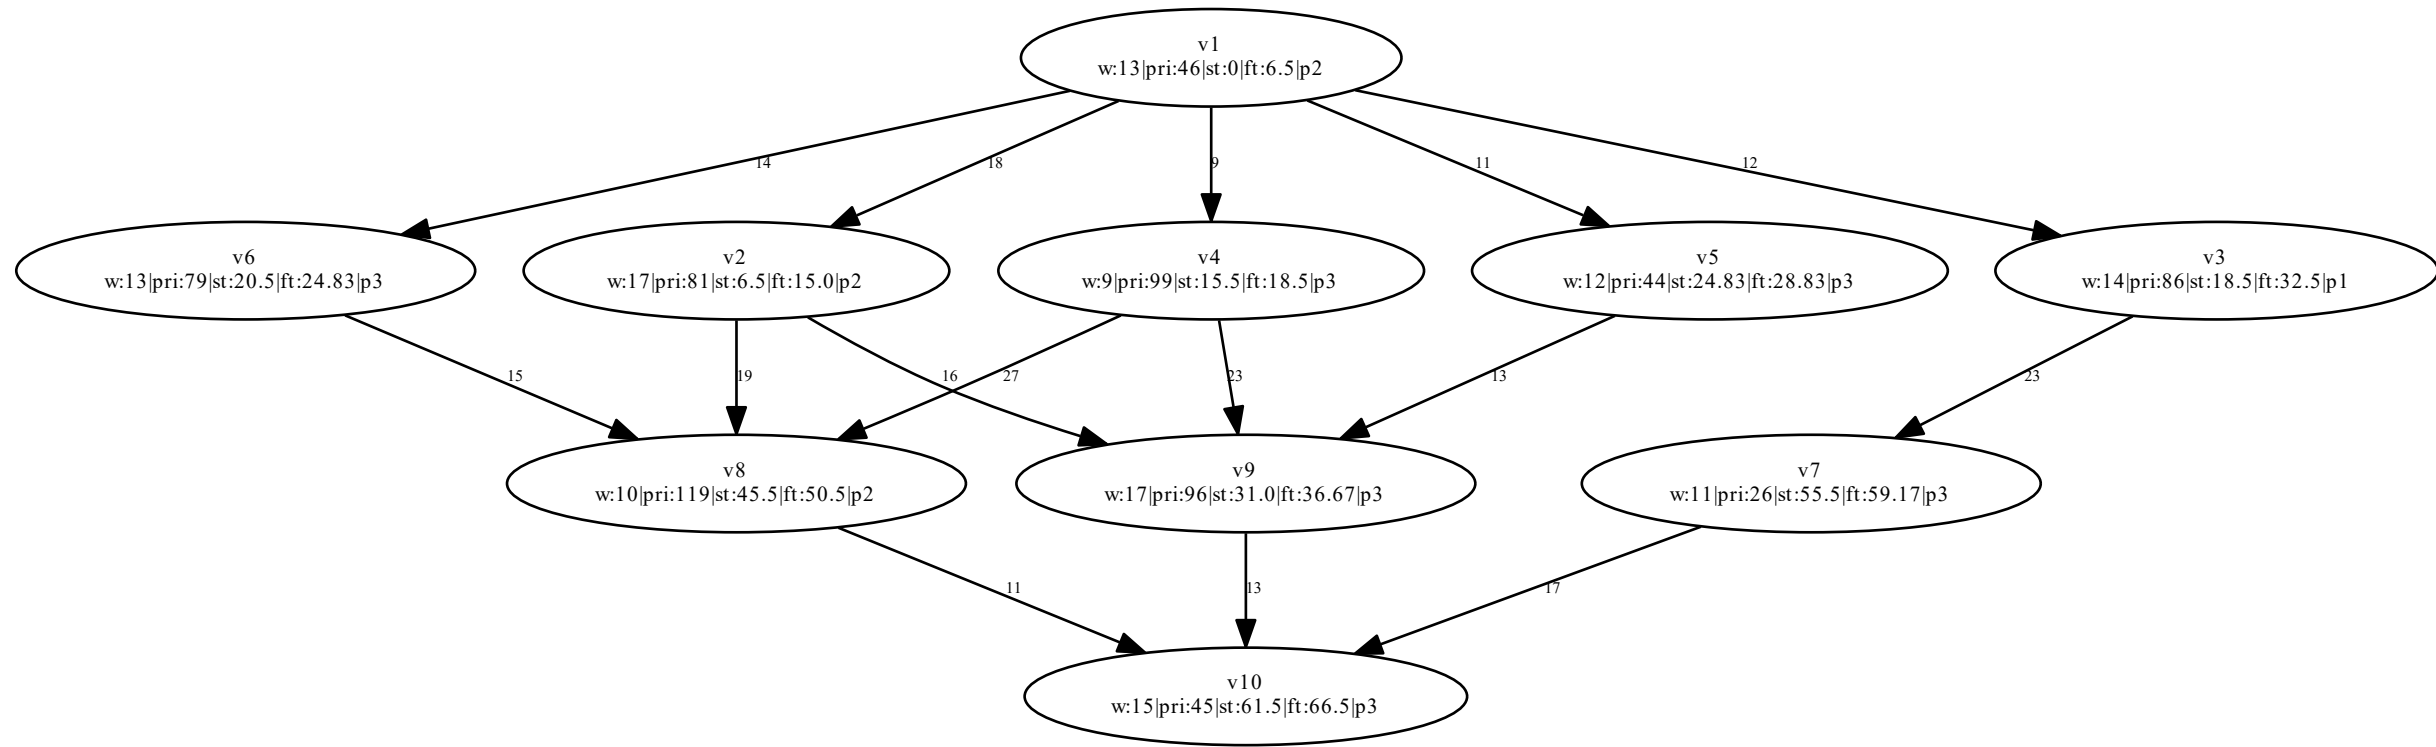 v1
w:13|pri:46|st:0|ft:6.5|p2
14
18
9
11
12
v6
w:13|pri:79|st:20.5|ft:24.83|p3
v2
w:17|pri:81|st:6.5|ft:15.0|p2
v4
w:9|pri:99|st:15.5|ft:18.5|p3
v5
w:12|pri:44|st:24.83|ft:28.83|p3
v3
w:14|pri:86|st:18.5|ft:32.5|p1
15
19
16
27
23
13
23
v8
w:10|pri:119|st:45.5|ft:50.5|p2
v9
w:17|pri:96|st:31.0|ft:36.67|p3
v7
w:11|pri:26|st:55.5|ft:59.17|p3
11
13
17
v10
w:15|pri:45|st:61.5|ft:66.5|p3